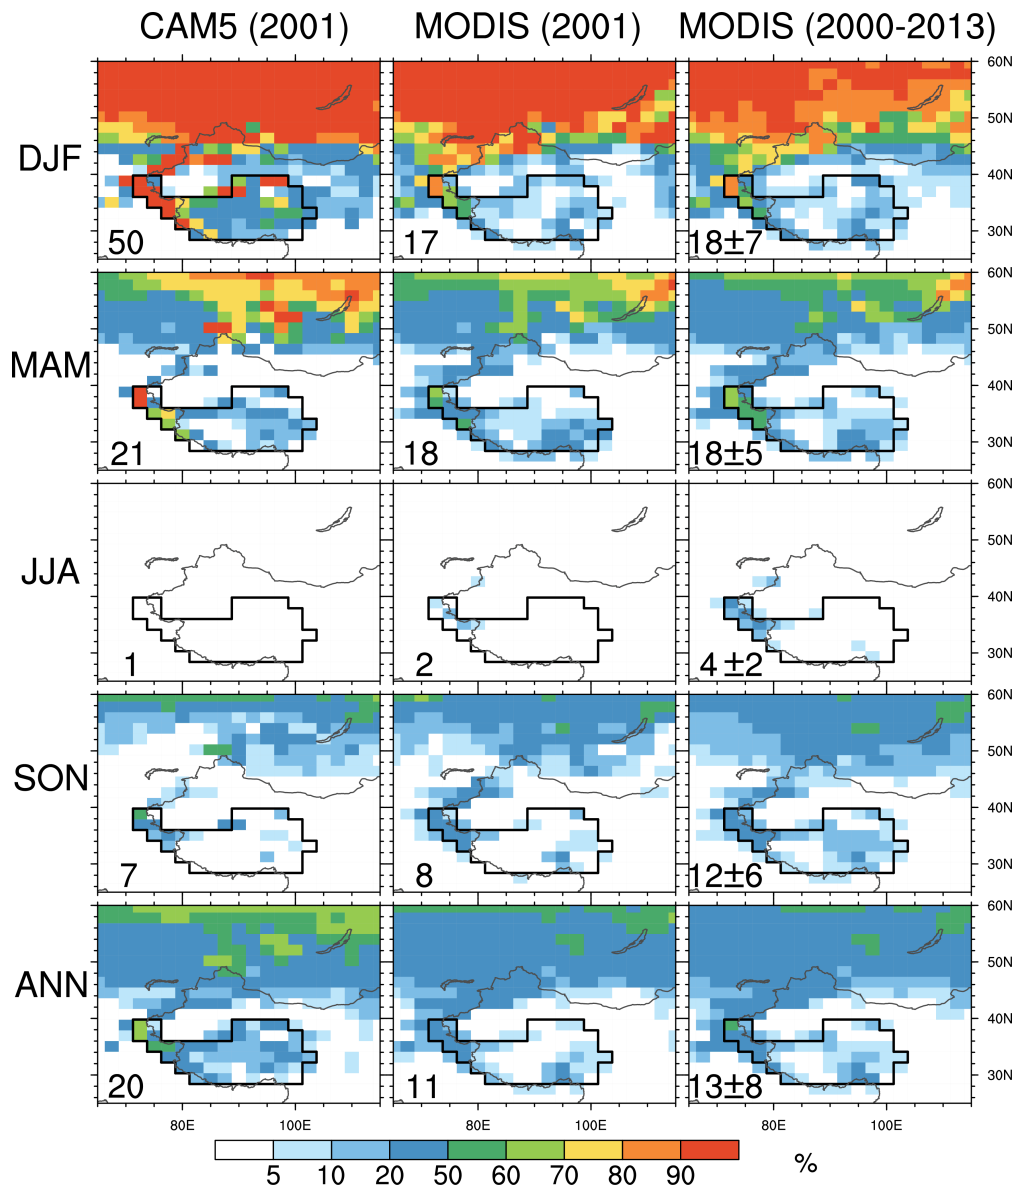 CAM5 (2001) MODIS (2001) MODIS (2000-2013)
60N
50N
DJF
40N
30N
50 17 18±7
60N
50N
MAM
40N
30N
21 18 18±5
60N
50N
JJA
40N
30N
1 2 4±2
60N
50N
SON
40N
30N
7 8 12±6
60N
50N
ANN
40N
30N
20 11 13±8
80E 100E 80E 100E 80E 100E
5 10 20 50 60 70 80 90 %